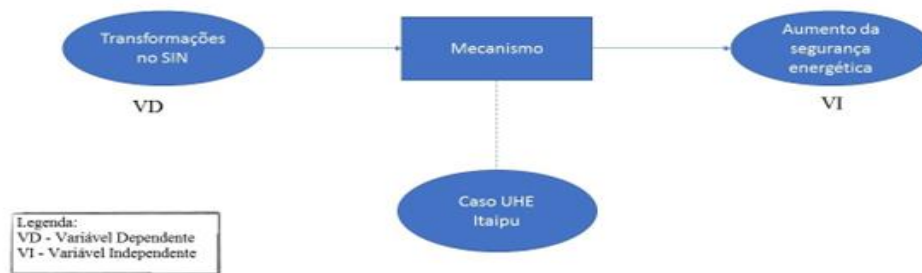 Transformações
no SIN
Mecanismo
Aumento da
segurança
energética
VD
VI
Caso UHE
Itaipu
Legenda:
VD - Variável Dependente
VI - Variável Independente